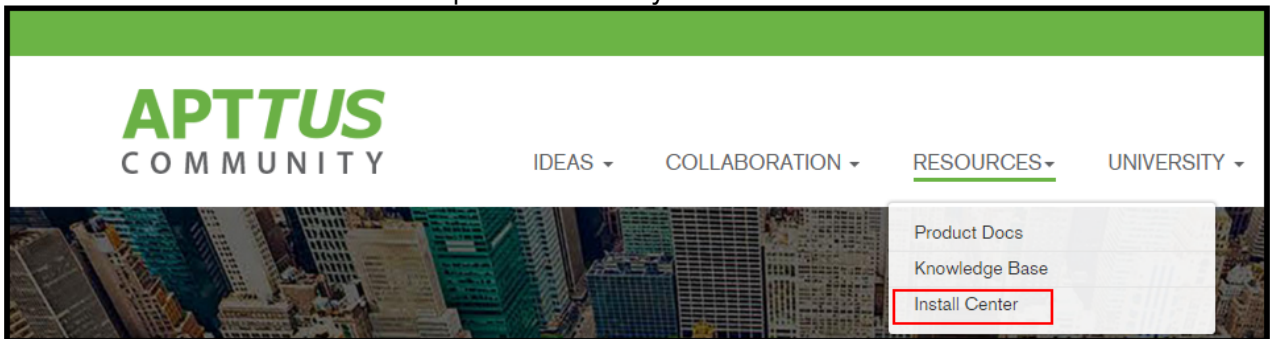 APTTUS
COMMUNITY
IDEAS COLLABORATION RESOURCES UNIVERSITY
Product Docs
Knowledge Base
Install Center